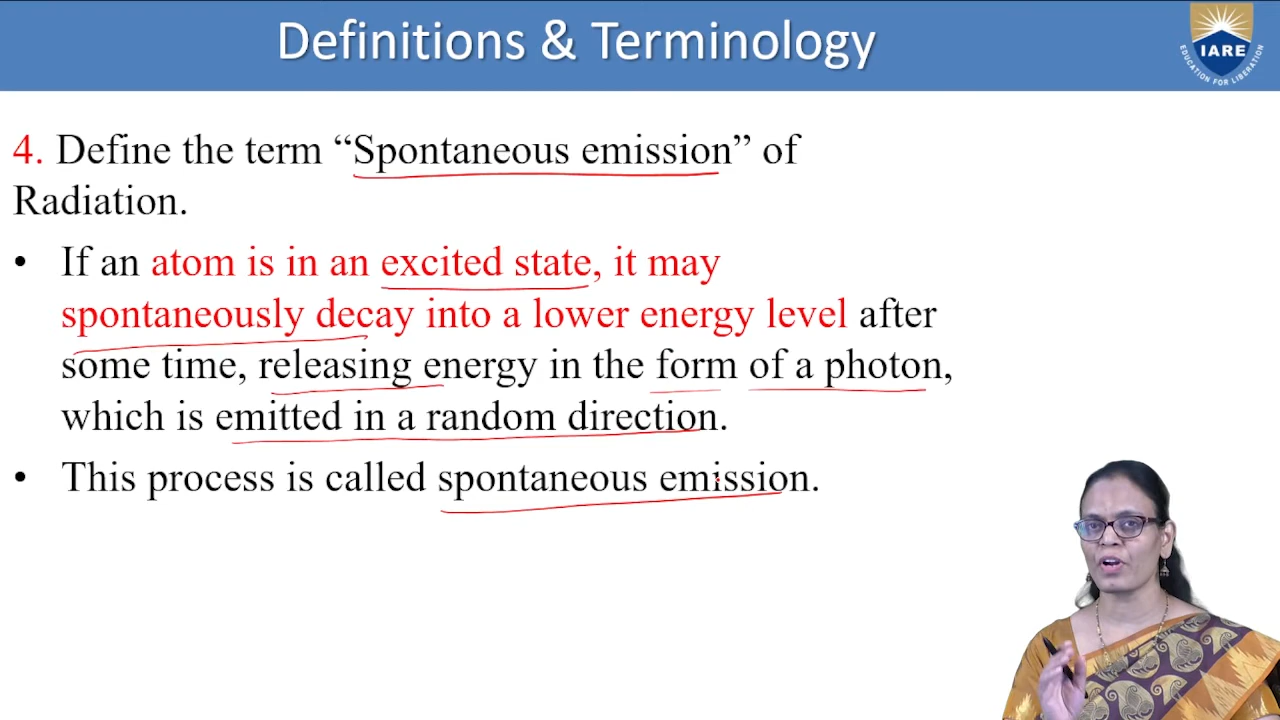 Definitions & Terminology
IARE
EDUCATION FOR LIBERATION
4. Define the term “Spontaneous emission” of
Radiation.
• If an atom is in an excited state, it may
spontaneously decay into a lower energy level after
some time, releasing energy in the form of a photon,
which is emitted in a random direction.
• This process is called spontaneous emission.